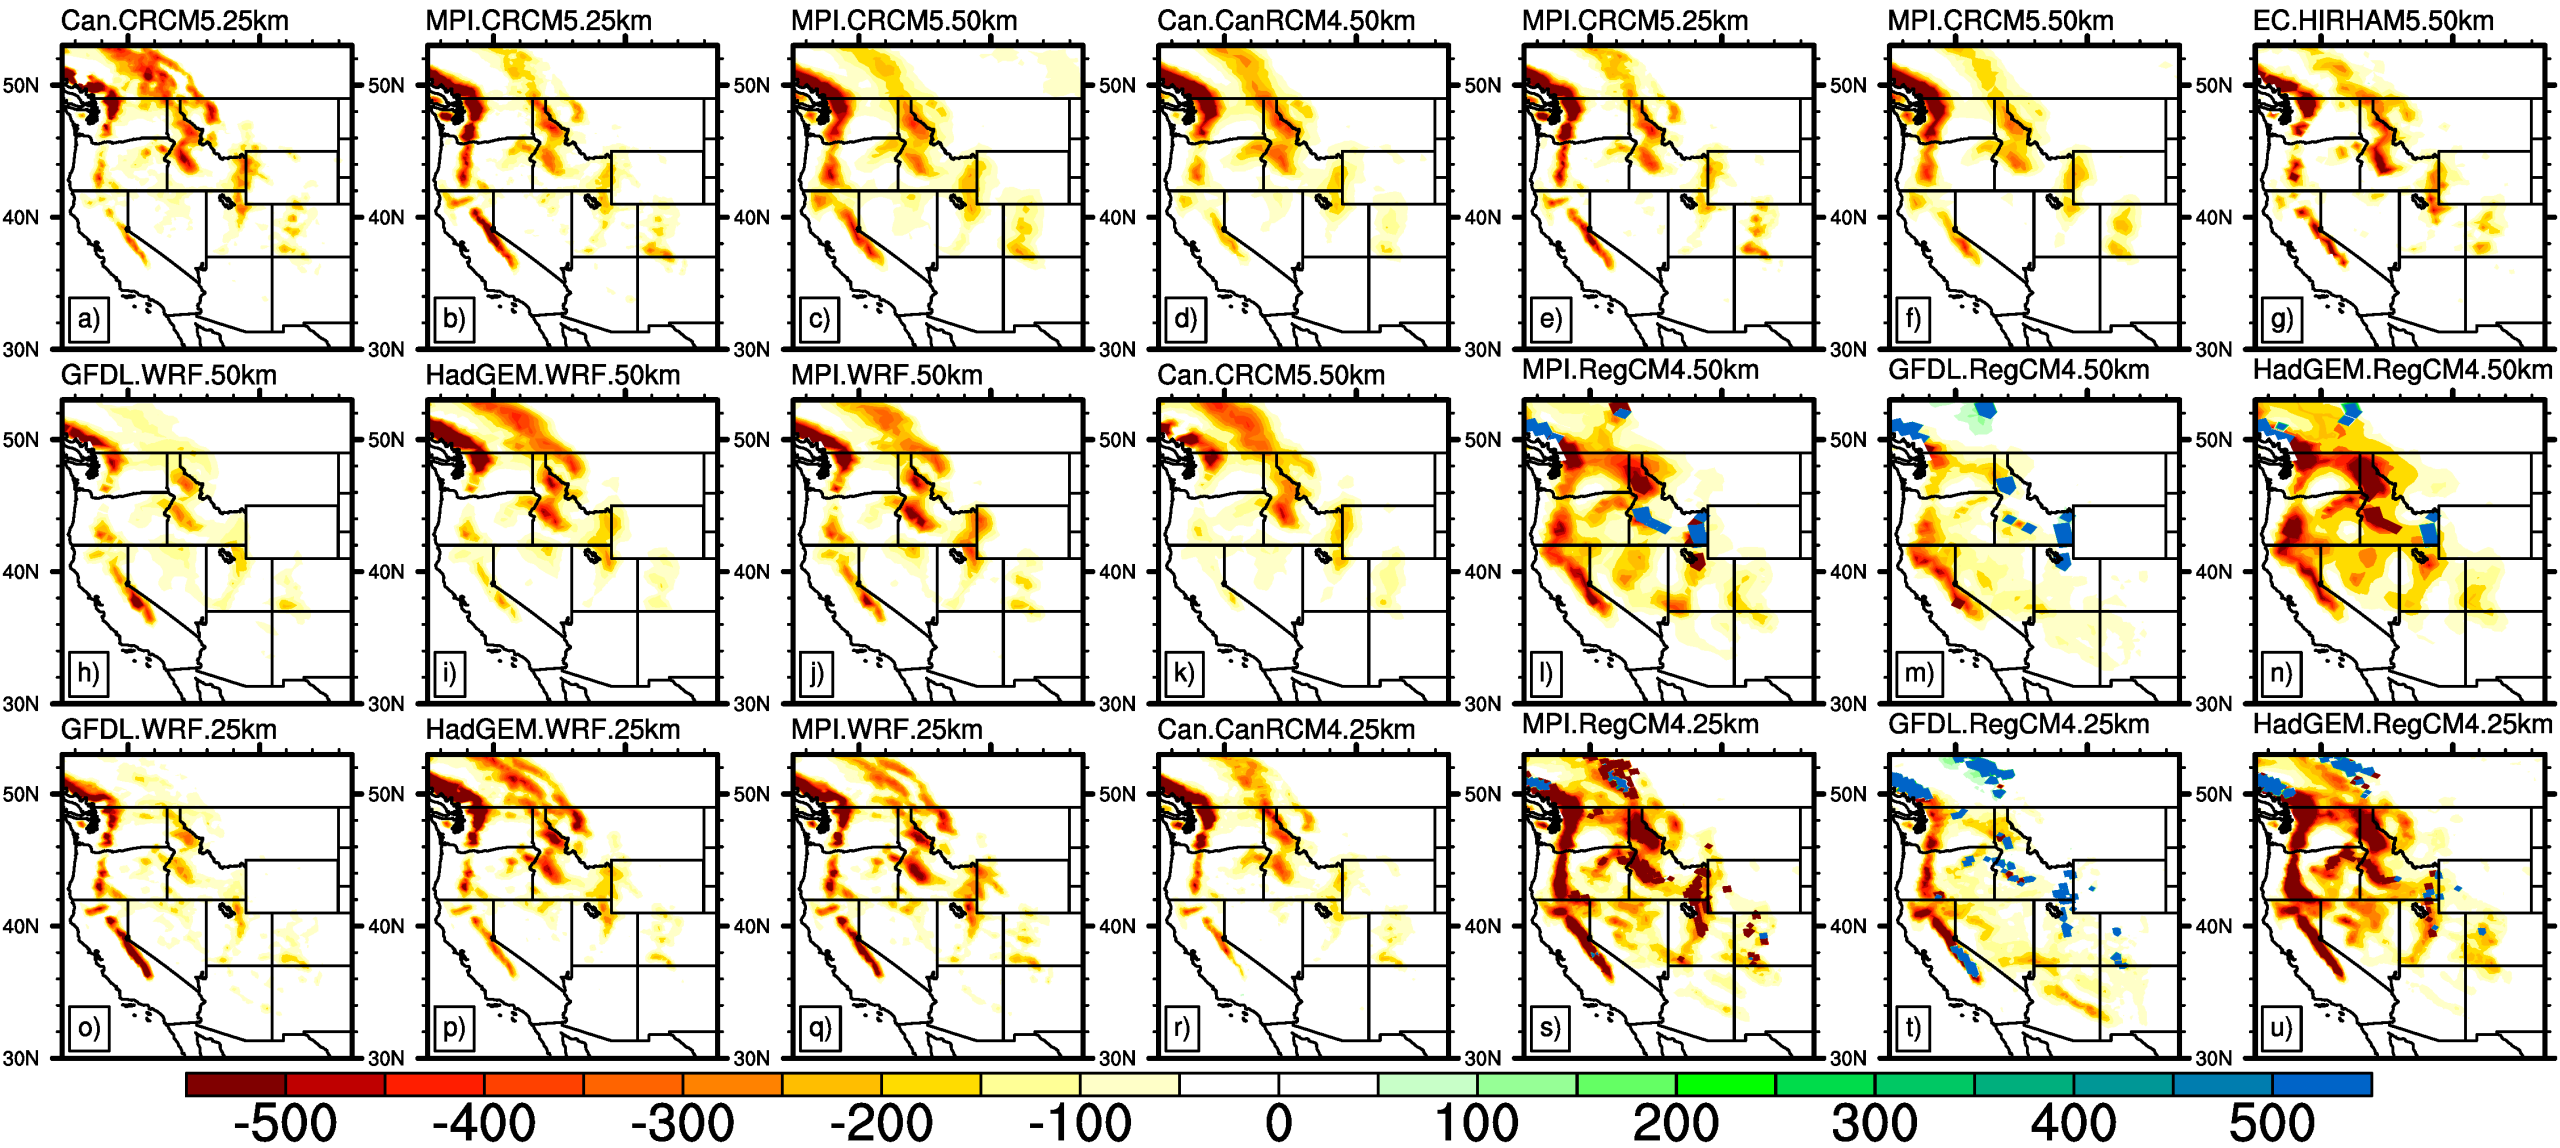 Can.CRCM5.25km MPI.CRCM5.25km MPI.CRCM5.50km Can.CanRCM4.50km MPI.CRCM5.25km MPI.CRCM5.50km EC.HIRHAM5.50km
50N 50N 50N 50N 50N 50N 50N
40N 40N 40N 40N 40N 40N 40N
a) b) c) d) e) f) g)
30N 30N 30N 30N 30N 30N 30N
GFDL.WRF.50km HadGEM.WRF.50km MPI.WRF.50km Can.CRCM5.50km MPI.RegCM4.50km GFDL.RegCM4.50km HadGEM.RegCM4.50km
50N 50N 50N 50N 50N 50N 50N
40N 40N 40N 40N 40N 40N 40N
h) i) j) k) l) m) n)
30N 30N 30N 30N 30N 30N 30N
GFDL.WRF.25km HadGEM.WRF.25km MPI.WRF.25km Can.CanRCM4.25km MPI.RegCM4.25km GFDL.RegCM4.25km HadGEM.RegCM4.25km
50N 50N 50N 50N 50N 50N 50N
40N 40N 40N 40N 40N 40N 40N
o) p) q) r) s) t) u)
30N 30N 30N 30N 30N 30N 30N
-500 -400 -300 -200 -100 0 100 200 300 400 500